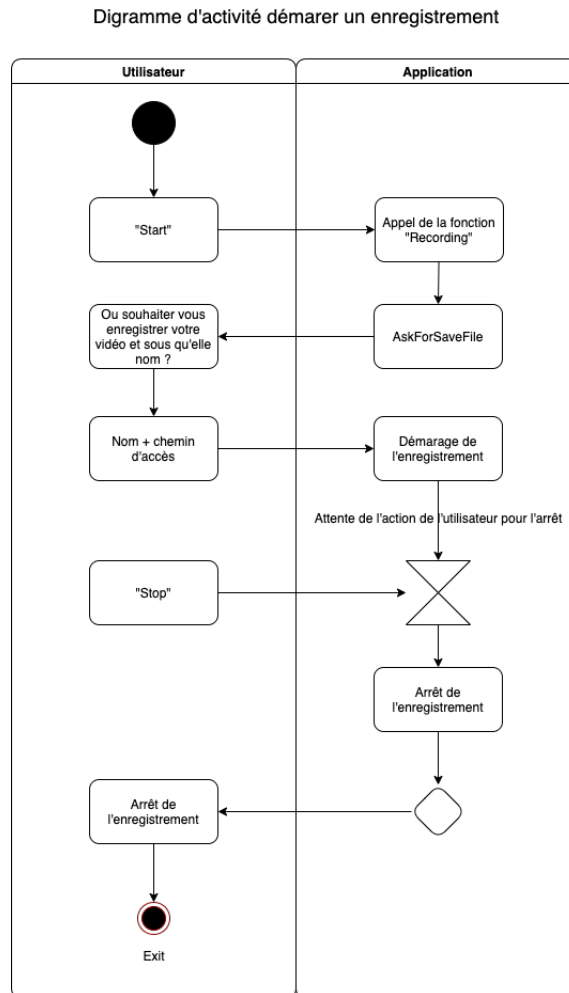 Digramme d'activité démarer un enregistrement
Utilisateur
Application
"Start"
Appel de la fonction
"Recording"
Ou souhaiter vous
enregistrer votre
vidéo et sous qu'elle
nom ?
AskForSaveFile
Nom + chemin
d'accès
Démarage de
l'enregistrement
Attente de l'action de l'utilisateur pour l'arrêt
"Stop"
Arrêt de
l'enregistrement
Arrêt de
l'enregistrement
Exit